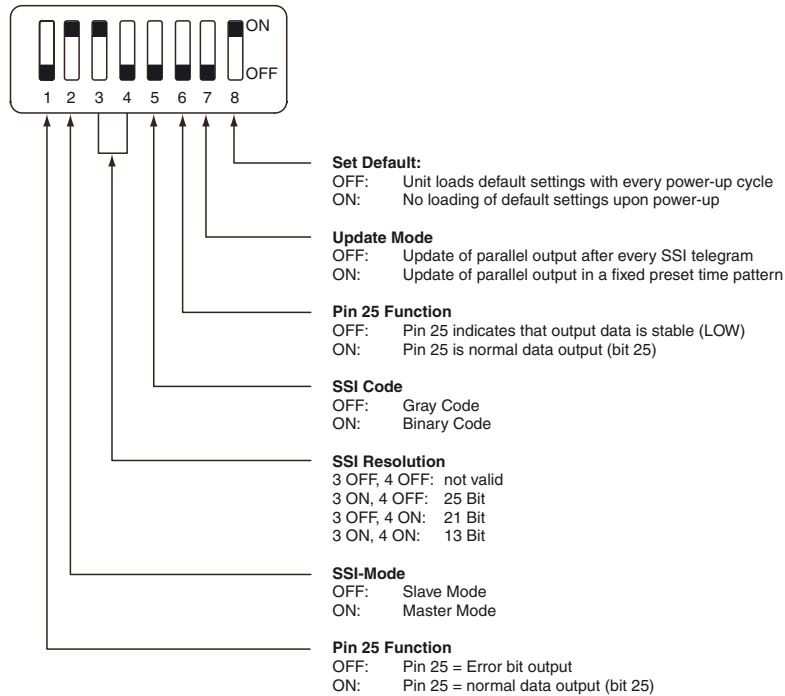 ON
OFF
1 2 3 4 5 6 7 8
Set Default:
OFF: Unit loads default settings with every power-up cycle
ON: No loading of default settings upon power-up
Update Mode
OFF: Update of parallel output after every SSI telegram
ON: Update of parallel output in a fixed preset time pattern
Pin 25 Function
OFF: Pin 25 indicates that output data is stable (LOW)
ON: Pin 25 is normal data output (bit 25)
SSI Code
OFF: Gray Code
ON: Binary Code
SSI Resolution
3 OFF, 4 OFF: not valid
3 ON, 4 OFF: 25 Bit
3 OFF, 4 ON: 21 Bit
3 ON, 4 ON: 13 Bit
SSI-Mode
OFF: Slave Mode
ON: Master Mode
Pin 25 Function
OFF: Pin 25 = Error bit output
ON: Pin 25 = normal data output (bit 25)